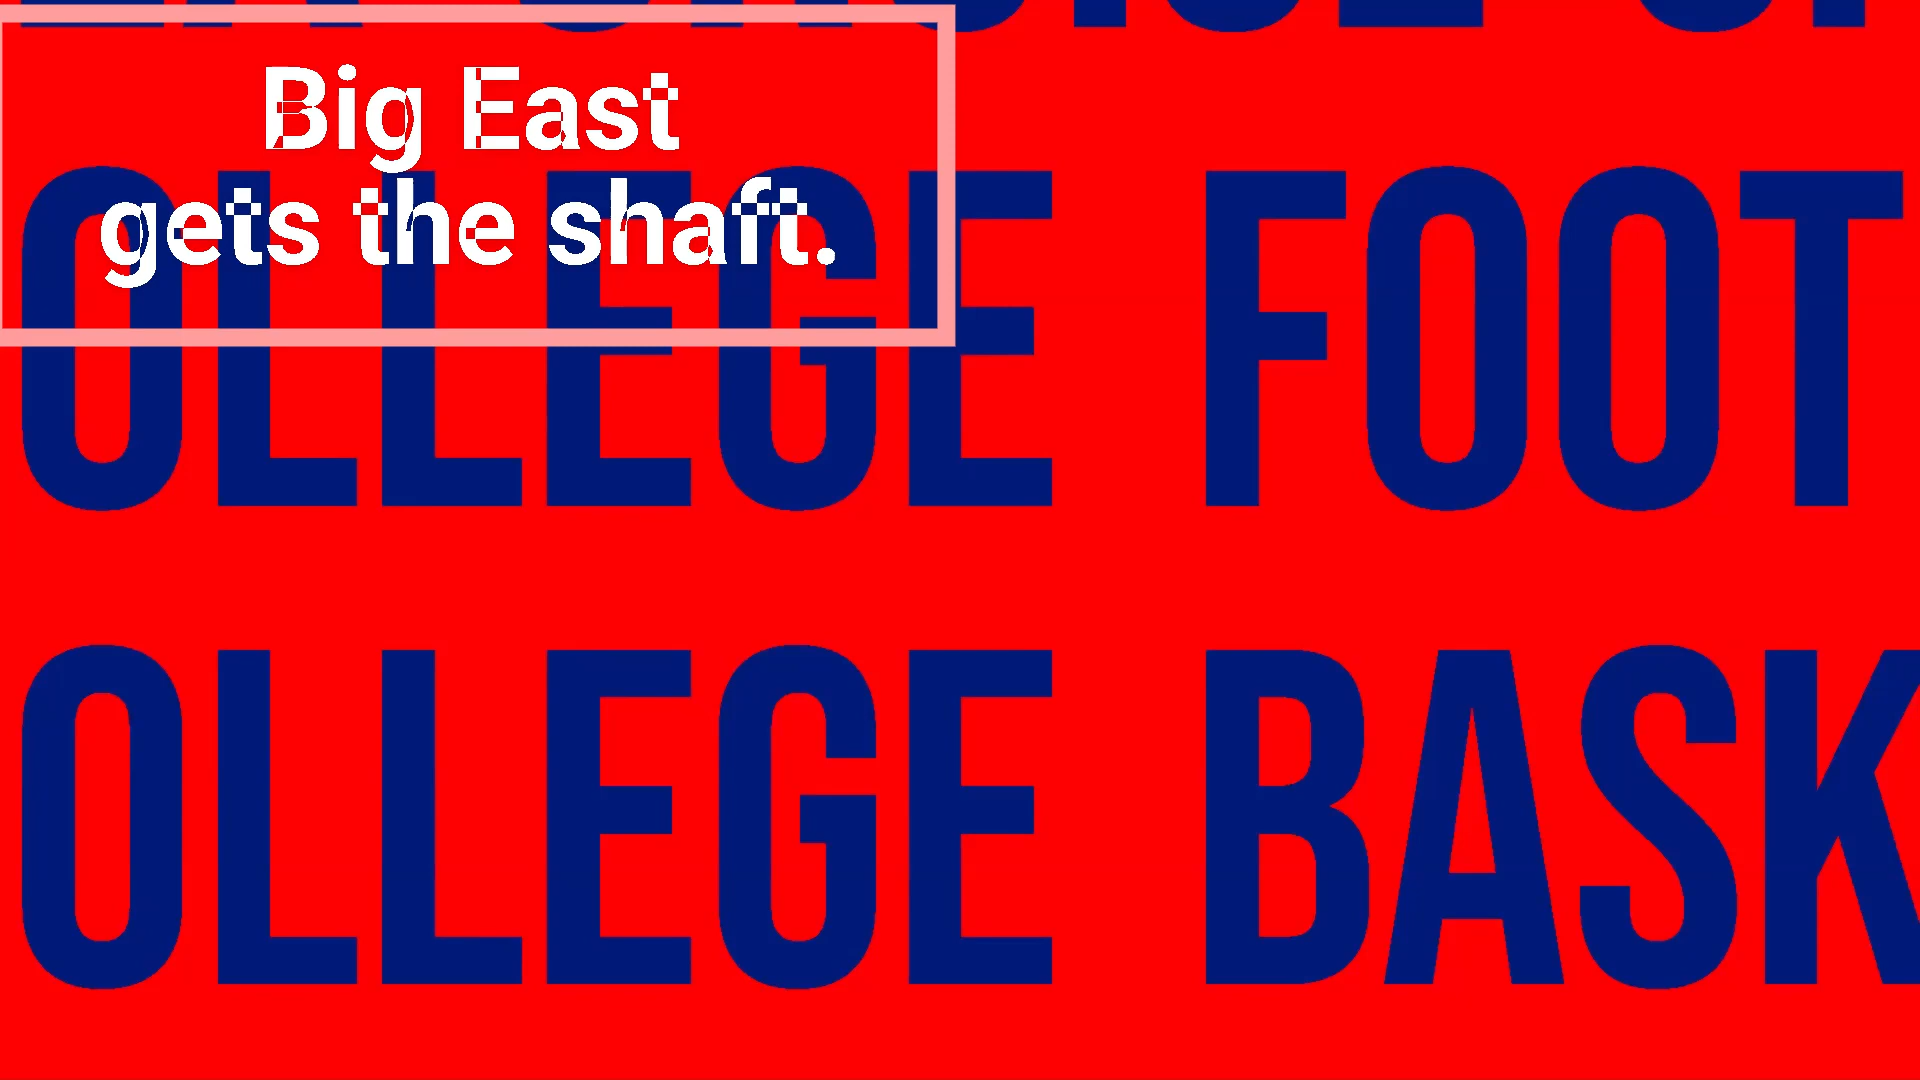 Big East
gets the shaft.
OLLEGE FOOT
OLLEGE BASK